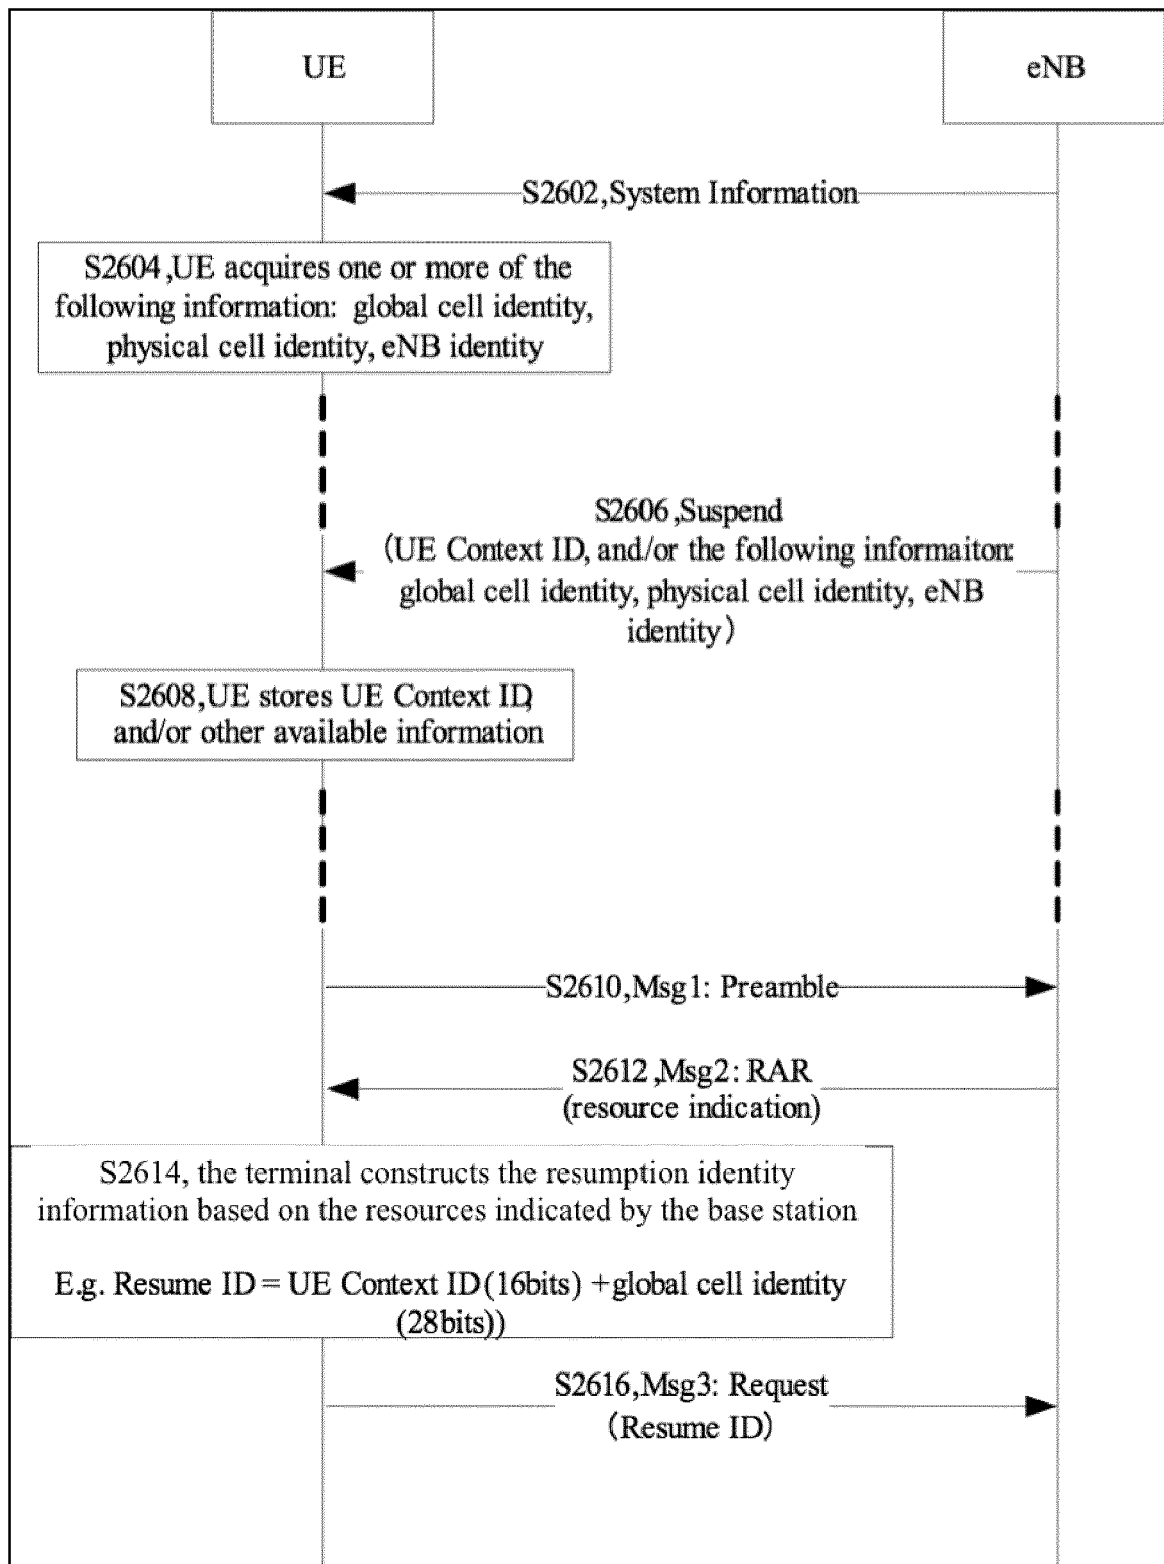 UE
eNB
S2602,System Information
S2604,UE acquires one or more of the
following information: global cell identity,
physical cell identity, eNB identity
S2606,Suspend
(UE Context ID, and/or the following informaiton:
global cell identity, physical cell identity, eNB
identity)
S2608,UE stores UE Context ID,
and/or other available information
S2610,Msg1: Preamble
S2612,Msg2: RAR
(resource indication)
S2614, the terminal constructs the resumption identity
information based on the resources indicated by the base station
E.g. Resume ID = UE Context ID(16bits) +global cell identity
(28bits))
S2616,Msg3: Request
(Resume ID)